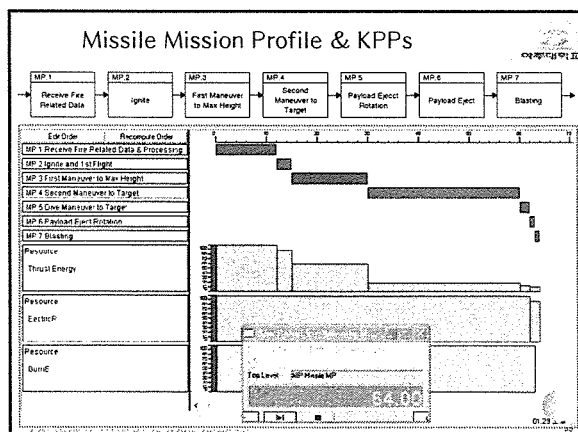 Missile Mission Profile & KPPs
MP.1
Receive Fire
Related Data
MP.2
Ignite
MP.3
First Maneuver
to Max Height
MP.4
Second
Maneuver to
Target
MP.5
Payload Ejecct
Rotation
MP.6
Payload Eject
MP.7
Blasting
Edit Order
Recompute Order
MP 1 Receive Fire Related Data & Processing
MP 2 Ignite and 1st Flight
MP 3 First Maneuver to Max Height
MP 4 Second Maneuver to Target
MP 5 Dive Maneuver to Target
MP 6 Payload Eject Rotation
MP 7 Blasting
Resource
Thrust Energy
Resource
Resource
Top Level
64.00